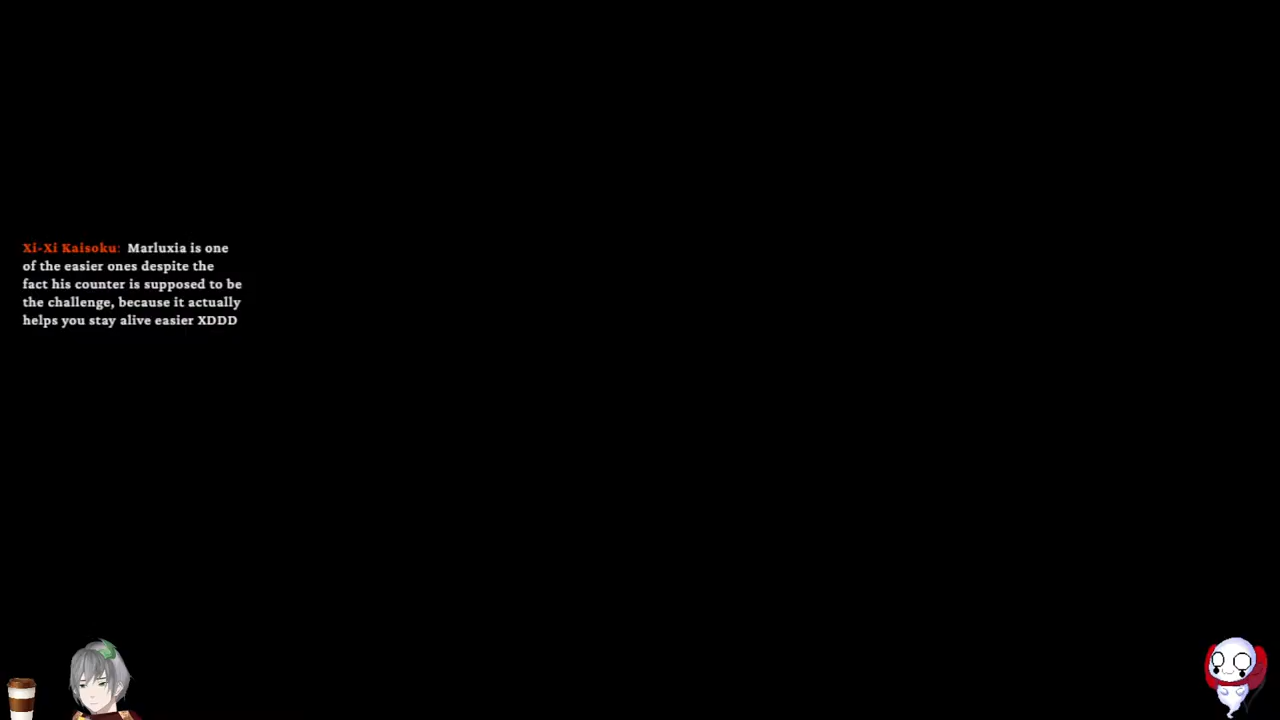 Xi-Xi Kaisoku: Marluxia is one
of the easier ones despite the
fact his counter is supposed to be
the challenge, because it actually
helps you stay alive easier XDDD